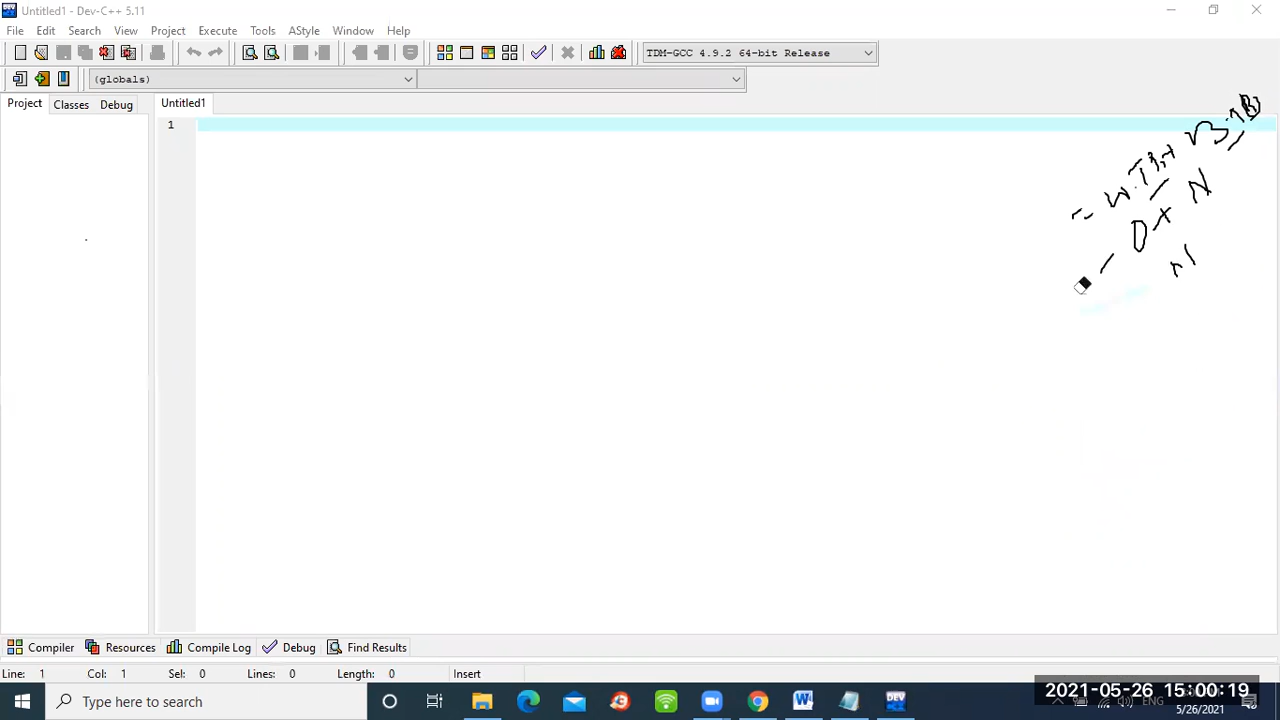 Untitled1 - Dev-C++ 5.11
File Edit Search View Project Execute Tools AStyle Window Help
TDM-GCC 4.9.2 64-bit Release
(globals)
Project Classes Debug
Untitled1
1
Compiler Resources Compile Log Debug Find Results
Line: 1 Col: 1 Sel: 0 Lines: 0 Length: 0 Insert
Type here to search
ENG
2021-05-26 15:00:19
5/26/2021